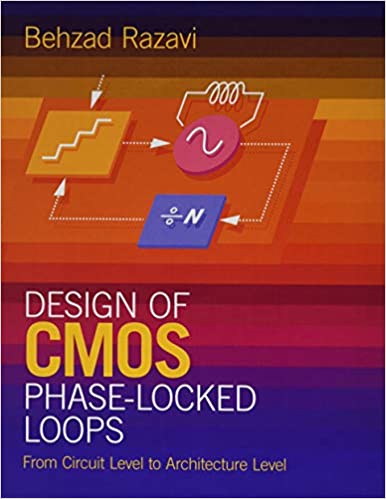 Behzad Razavi
÷N
DESIGN OF
CMOS
PHASE-LOCKED
LOOPS
From Circuit Level to Architecture Level